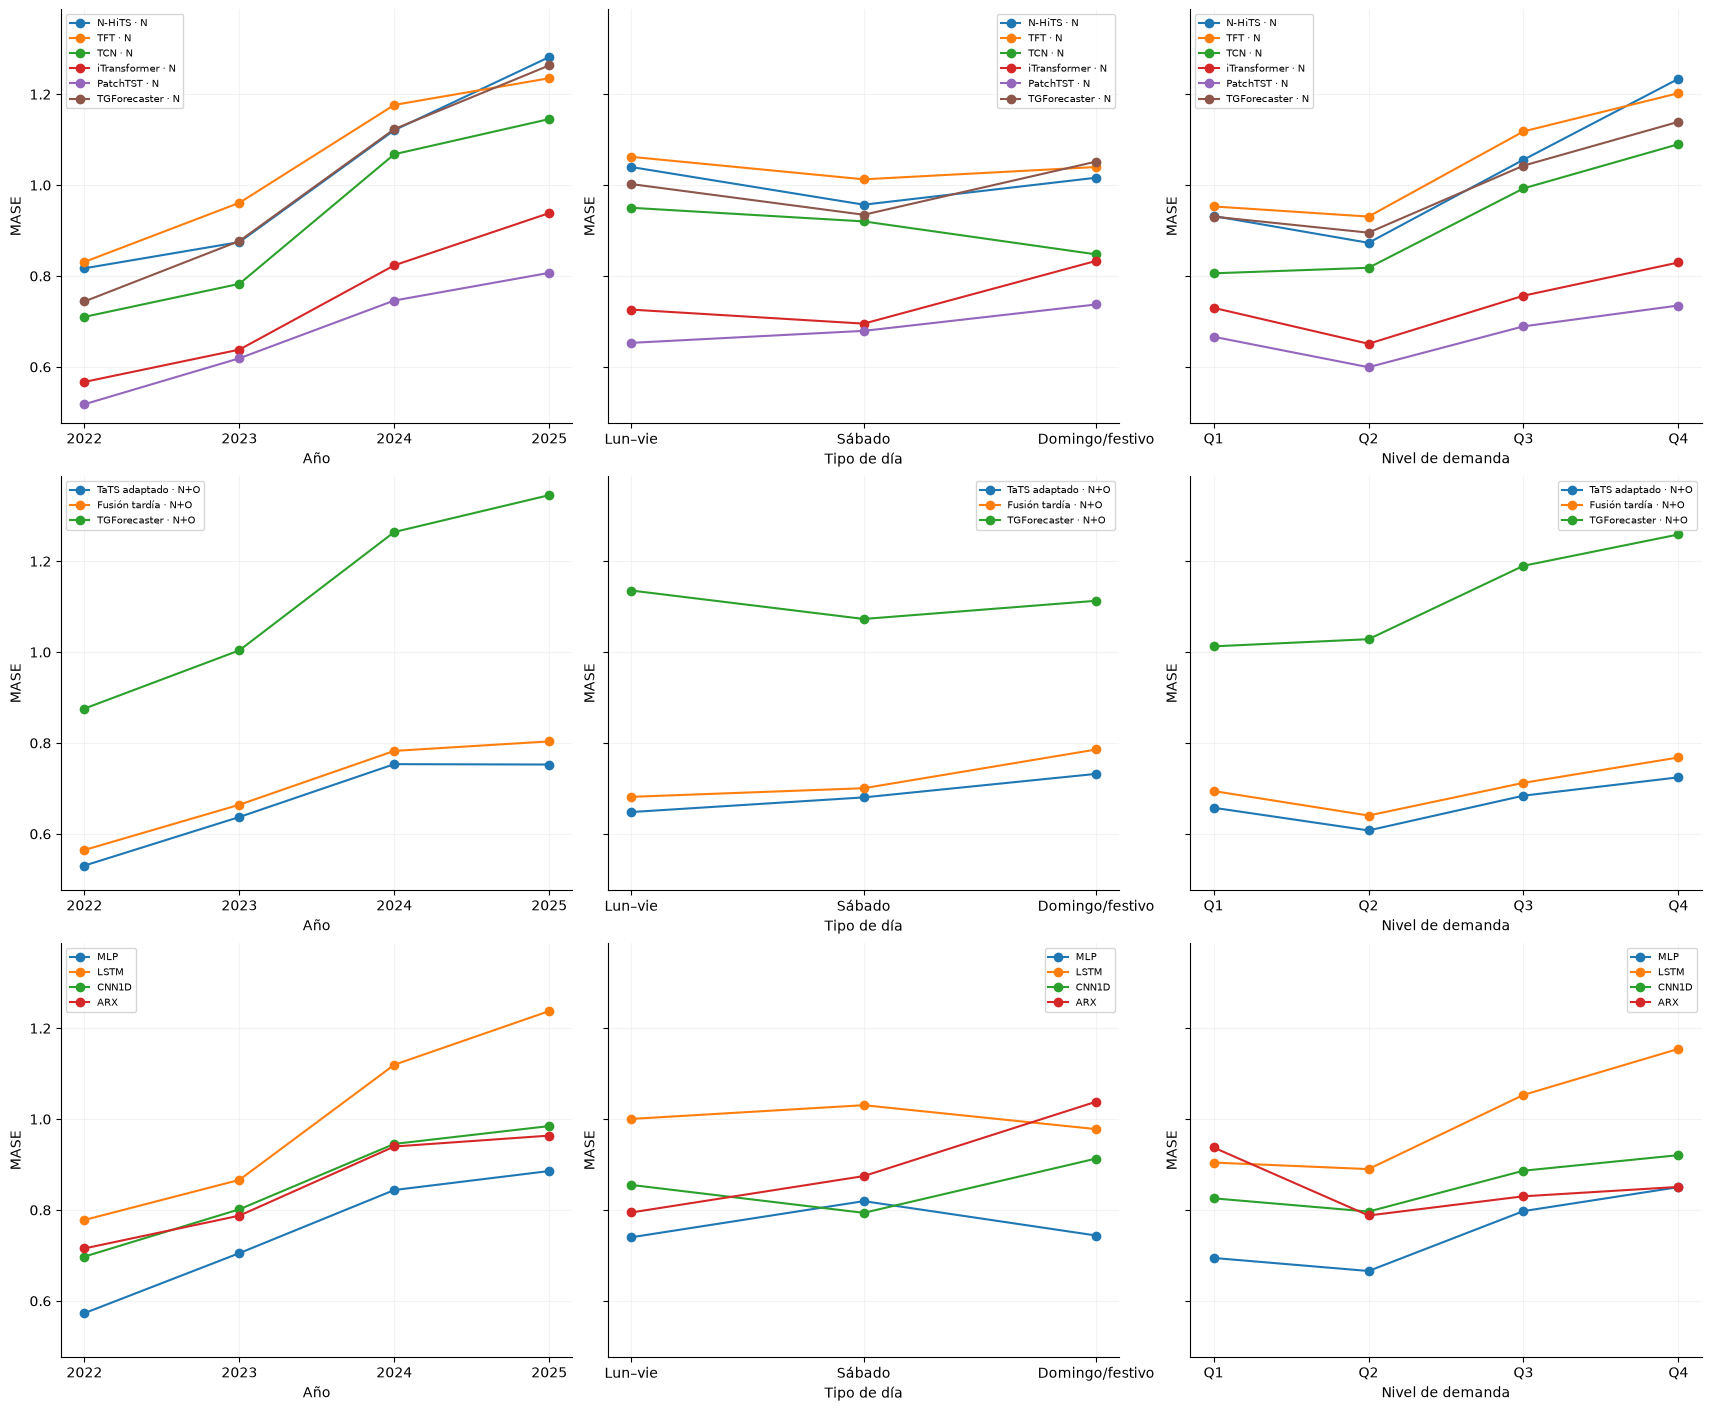 N-HiTS · N
TFT · N
TCN · N
iTransformer · N
PatchTST · N
TGForecaster · N
MASE
1.2
1.0
0.8
0.6
2022 2023 2024 2025
Año
N-HiTS · N
TFT · N
TCN · N
iTransformer · N
PatchTST · N
TGForecaster · N
MASE
Lun–vie Sábado Domingo/festivo
Tipo de día
N-HiTS · N
TFT · N
TCN · N
iTransformer · N
PatchTST · N
TGForecaster · N
MASE
Q1 Q2 Q3 Q4
Nivel de demanda
TaTS adaptado · N+O
Fusión tardía · N+O
TGForecaster · N+O
MASE
1.2
1.0
0.8
0.6
2022 2023 2024 2025
Año
TaTS adaptado · N+O
Fusión tardía · N+O
TGForecaster · N+O
MASE
Lun–vie Sábado Domingo/festivo
Tipo de día
TaTS adaptado · N+O
Fusión tardía · N+O
TGForecaster · N+O
MASE
Q1 Q2 Q3 Q4
Nivel de demanda
MLP
LSTM
CNN1D
ARX
MASE
1.2
1.0
0.8
0.6
2022 2023 2024 2025
Año
MLP
LSTM
CNN1D
ARX
MASE
Lun–vie Sábado Domingo/festivo
Tipo de día
MLP
LSTM
CNN1D
ARX
MASE
Q1 Q2 Q3 Q4
Nivel de demanda